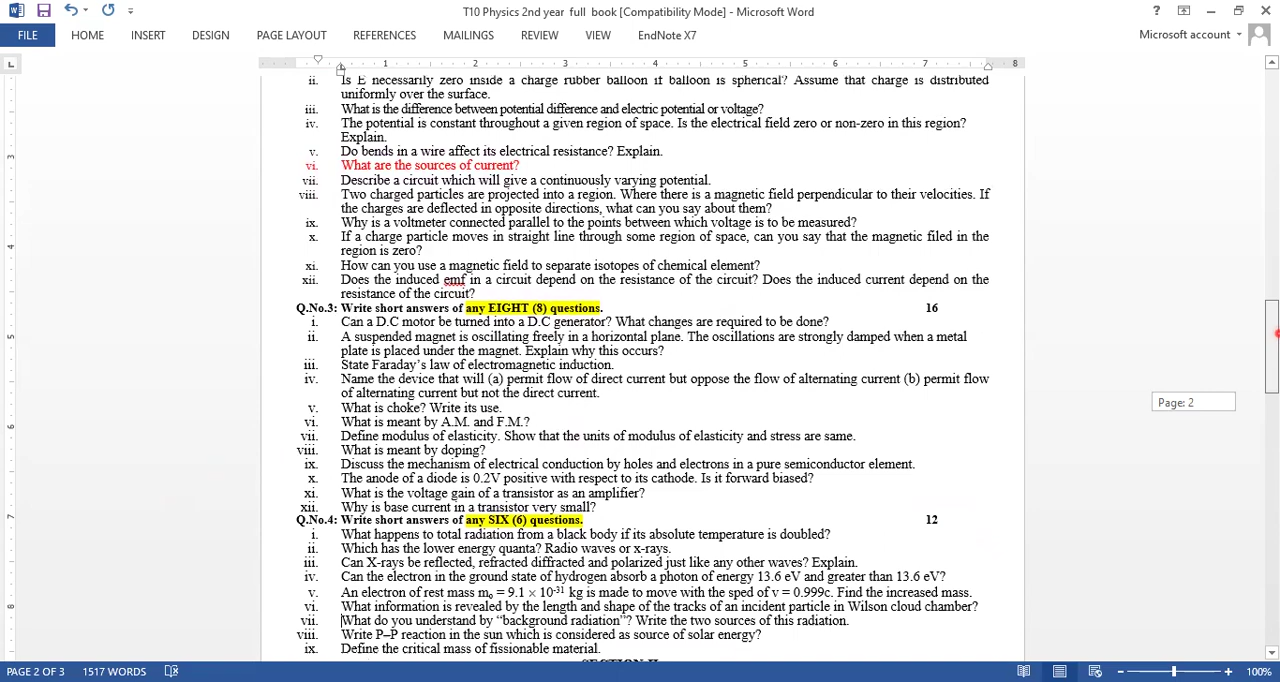 T10 Physics 2nd year full book [Compatibility Mode] - Microsoft Word
FILE HOME INSERT DESIGN PAGE LAYOUT REFERENCES MAILINGS REVIEW VIEW EndNote X7 Microsoft account
1 2 3 4 5 6 7 8
ii. Is E necessarily zero inside a charge rubber balloon if balloon is spherical? Assume that charge is distributed
uniformly over the surface.
iii. What is the difference between potential difference and electric potential or voltage?
iv. The potential is constant throughout a given region of space. Is the electrical field zero or non-zero in this region?
Explain.
v. Do bends in a wire affect its electrical resistance? Explain.
vi. What are the sources of current?
vii. Describe a circuit which will give a continuously varying potential.
viii. Two charged particles are projected into a region. Where there is a magnetic field perpendicular to their velocities. If
the charges are deflected in opposite directions, what can you say about them?
ix. Why is a voltmeter connected parallel to the points between which voltage is to be measured?
x. If a charge particle moves in straight line through some region of space, can you say that the magnetic filed in the
region is zero?
xi. How can you use a magnetic field to separate isotopes of chemical element?
xii. Does the induced emf in a circuit depend on the resistance of the circuit? Does the induced current depend on the
resistance of the circuit?
Q.No.3: Write short answers of any EIGHT (8) questions. 16
i. Can a D.C motor be turned into a D.C generator? What changes are required to be done?
ii. A suspended magnet is oscillating freely in a horizontal plane. The oscillations are strongly damped when a metal
plate is placed under the magnet. Explain why this occurs?
iii. State Faraday's law of electromagnetic induction.
iv. Name the device that will (a) permit flow of direct current but oppose the flow of alternating current (b) permit flow
of alternating current but not the direct current.
v. What is choke? Write its use.
vi. What is meant by A.M. and F.M.?
vii. Define modulus of elasticity. Show that the units of modulus of elasticity and stress are same.
viii. What is meant by doping?
ix. Discuss the mechanism of electrical conduction by holes and electrons in a pure semiconductor element.
x. The anode of a diode is 0.2V positive with respect to its cathode. Is it forward biased?
xi. What is the voltage gain of a transistor as an amplifier?
xii. Why is base current in a transistor very small?
Q.No.4: Write short answers of any SIX (6) questions. 12
i. What happens to total radiation from a black body if its absolute temperature is doubled?
ii. Which has the lower energy quanta? Radio waves or x-rays.
iii. Can X-rays be reflected, refracted diffracted and polarized just like any other waves? Explain.
iv. Can the electron in the ground state of hydrogen absorb a photon of energy 13.6 eV and greater than 13.6 eV?
v. An electron of rest mass mₒ = 9.1 × 10⁻³¹ kg is made to move with the sped of v = 0.999c. Find the increased mass.
vi. What information is revealed by the length and shape of the tracks of an incident particle in Wilson cloud chamber?
vii. What do you understand by “background radiation”? Write the two sources of this radiation.
viii. Write P–P reaction in the sun which is considered as source of solar energy?
ix. Define the critical mass of fissionable material.
3
4
5
6
7
8
Page: 2
PAGE 2 OF 3 1517 WORDS 100%